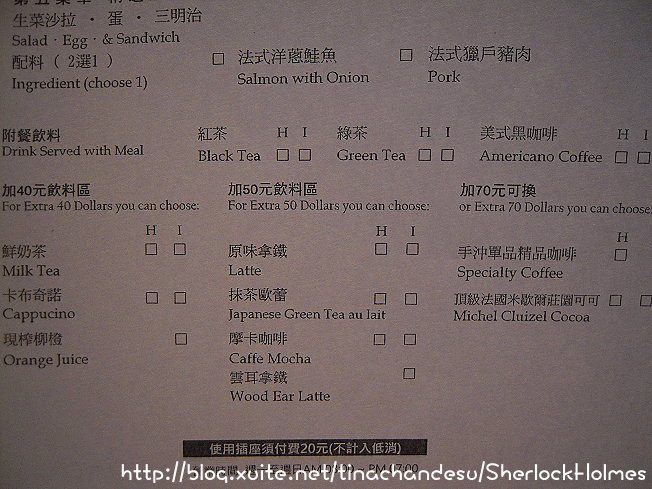 生菜沙拉 · 蛋 · 三明治
Salad · Egg · & Sandwich
配料 ( 2選1 ) □ 法式洋蔥鮭魚 □ 法式獵戶豬肉
Ingredient (choose 1) Salmon with Onion Pork
附餐飲料 紅茶 H I 綠茶 H I 美式黑咖啡 H I
Drink Served with Meal Black Tea □ □ Green Tea □ □ Americano Coffee □ □
加40元飲料區 加50元飲料區 加70元可換
For Extra 40 Dollars you can choose: For Extra 50 Dollars you can choose: or Extra 70 Dollars you can choose:
H I H I H
鮮奶茶 □ □ 原味拿鐵 □ □ 手沖單品精品咖啡 □
Milk Tea Latte Specialty Coffee
卡布奇諾 □ □ 抹茶歐蕾 □ □ 頂級法國米歇爾莊園可可 □ □
Cappucino Japanese Green Tea au lait Michel Cluizel Cocoa
現榨柳橙 □ 摩卡咖啡 □ □
Orange Juice Caffe Mocha
雲耳拿鐵 □
Wood Ear Latte
使用插座須付費20元(不計入低消)
http://blog.xuite.net/tinachandesu/SherlockHolmes